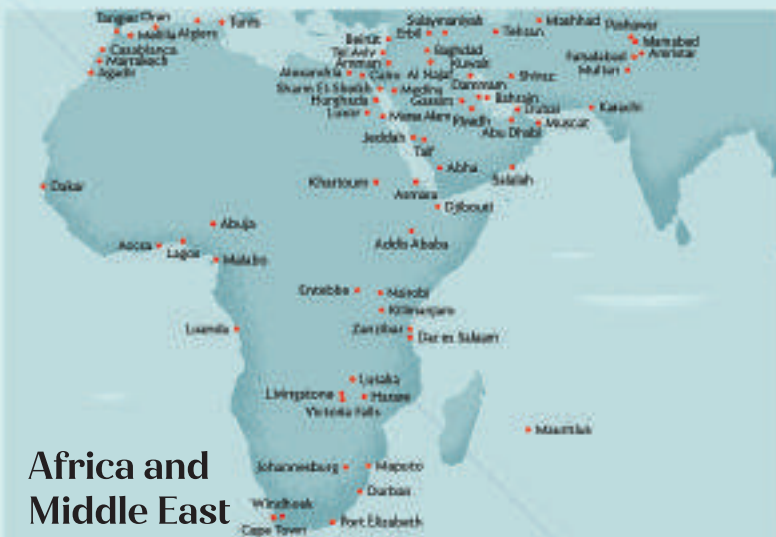 Tangier
Oran
Tunis
Melilla
Algiers
Casablanca
Marrakech
Agadir
Sulaymaniyah
Mashhad
Peshawar
Beirut
Erbil
Tehran
Islamabad
Tel Aviv
Baghdad
Faisalabad
Amritsar
Amman
Kuwait
Multan
Alexandria
Cairo
Al Najaf
Shiraz
Sharm El-Sheikh
Medina
Dammam
Hurghada
Gassim
Bahrain
Luxor
Marsa Alam
Riyadh
Dubai
Karachi
Abu Dhabi
Muscat
Jeddah
Taif
Abha
Salalah
Dakar
Khartoum
Asmara
Djibouti
Abuja
Accra
Lagos
Addis Ababa
Malabo
Entebbe
Nairobi
Kilimanjaro
Luanda
Zanzibar
Dar es Salaam
Lusaka
Livingstone
Harare
Victoria Falls
Mauritius
Africa and
Middle East
Johannesburg
Maputo
Durban
Windhoek
Cape Town
Port Elizabeth